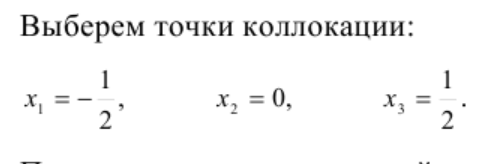 Выберем точки коллокации:
x₁ = −1/2, x₂ = 0, x₃ = 1/2.